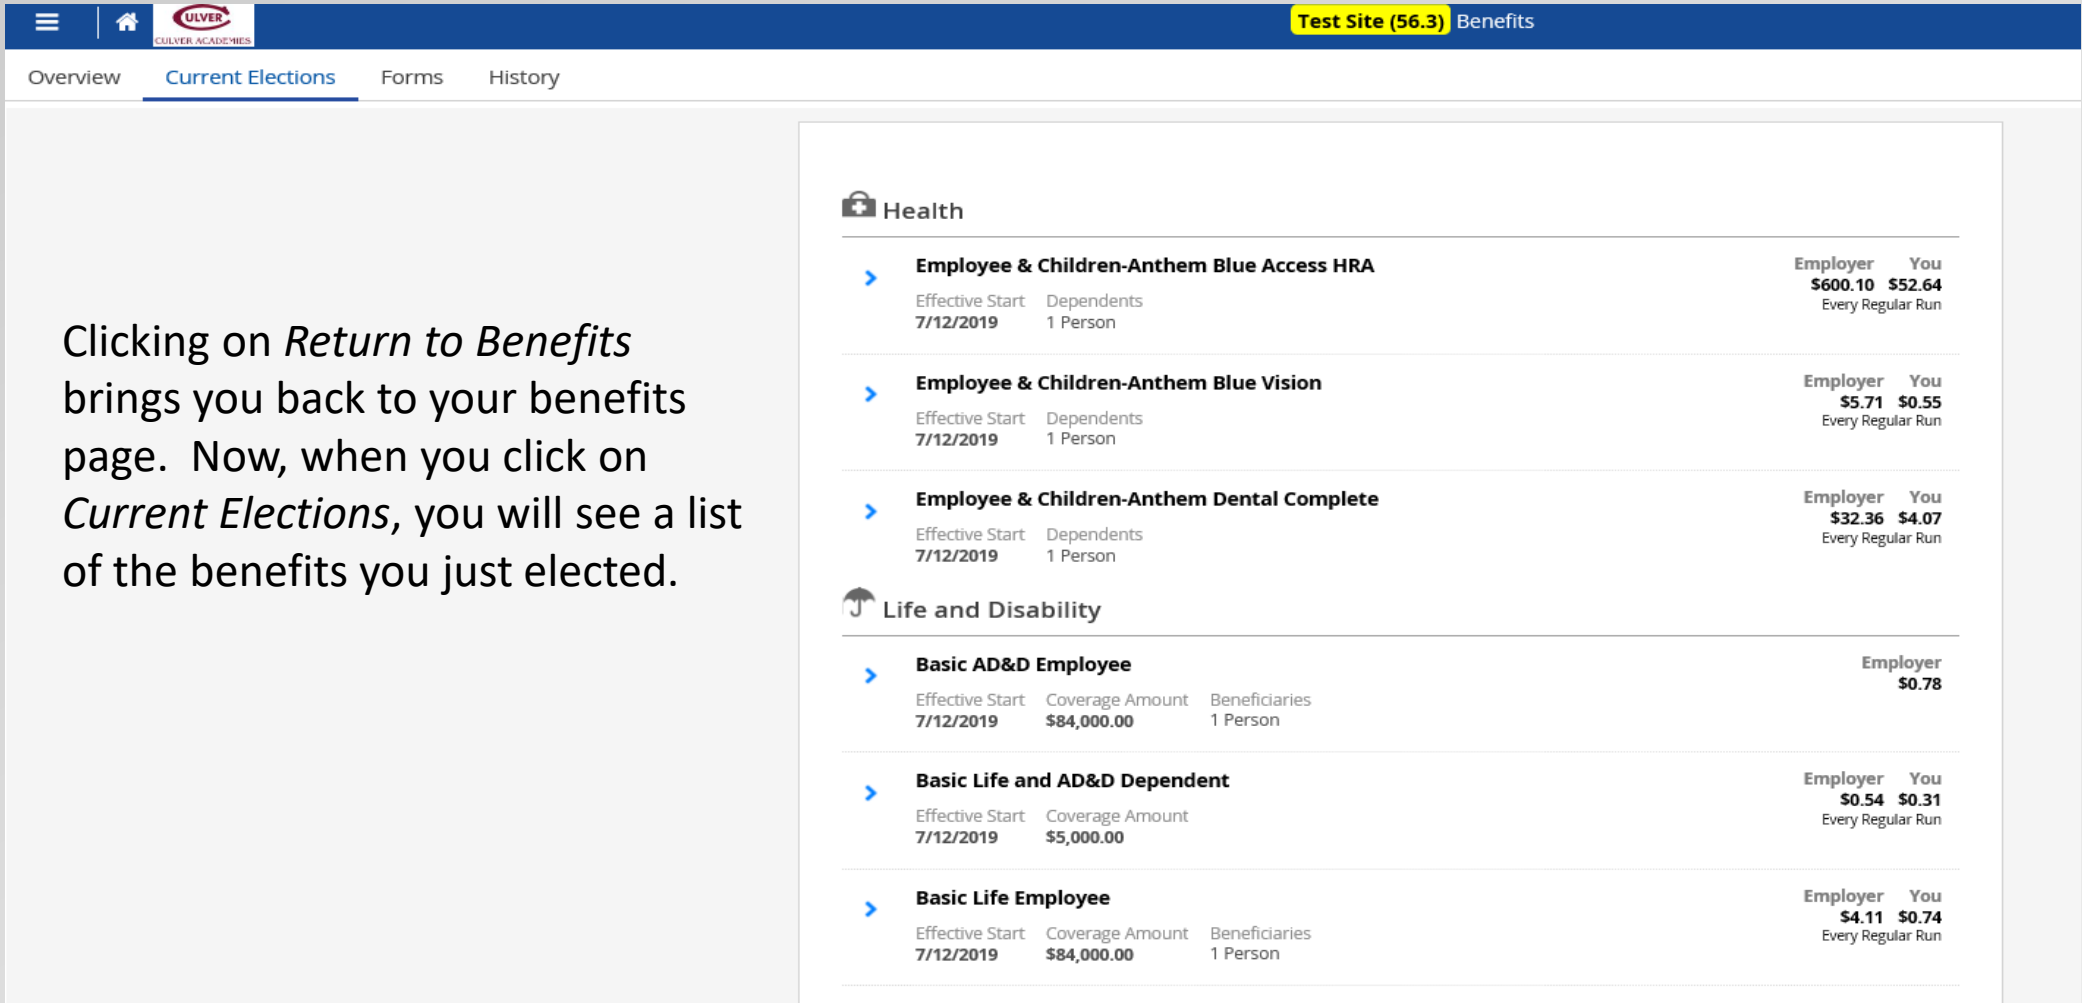 CULVER
CULVER ACADEMIES
Test Site (56.3) Benefits
Overview Current Elections Forms History
Clicking on Return to Benefits
brings you back to your benefits
page. Now, when you click on
Current Elections, you will see a list
of the benefits you just elected.
Health
Employee & Children-Anthem Blue Access HRA
Employer You
$600.10 $52.64
Every Regular Run
Effective Start Dependents
7/12/2019 1 Person
Employee & Children-Anthem Blue Vision
Employer You
$5.71 $0.55
Every Regular Run
Effective Start Dependents
7/12/2019 1 Person
Employee & Children-Anthem Dental Complete
Employer You
$32.36 $4.07
Every Regular Run
Effective Start Dependents
7/12/2019 1 Person
Life and Disability
Basic AD&D Employee
Employer
$0.78
Effective Start Coverage Amount Beneficiaries
7/12/2019 $84,000.00 1 Person
Basic Life and AD&D Dependent
Employer You
$0.54 $0.31
Every Regular Run
Effective Start Coverage Amount
7/12/2019 $5,000.00
Basic Life Employee
Employer You
$4.11 $0.74
Every Regular Run
Effective Start Coverage Amount Beneficiaries
7/12/2019 $84,000.00 1 Person